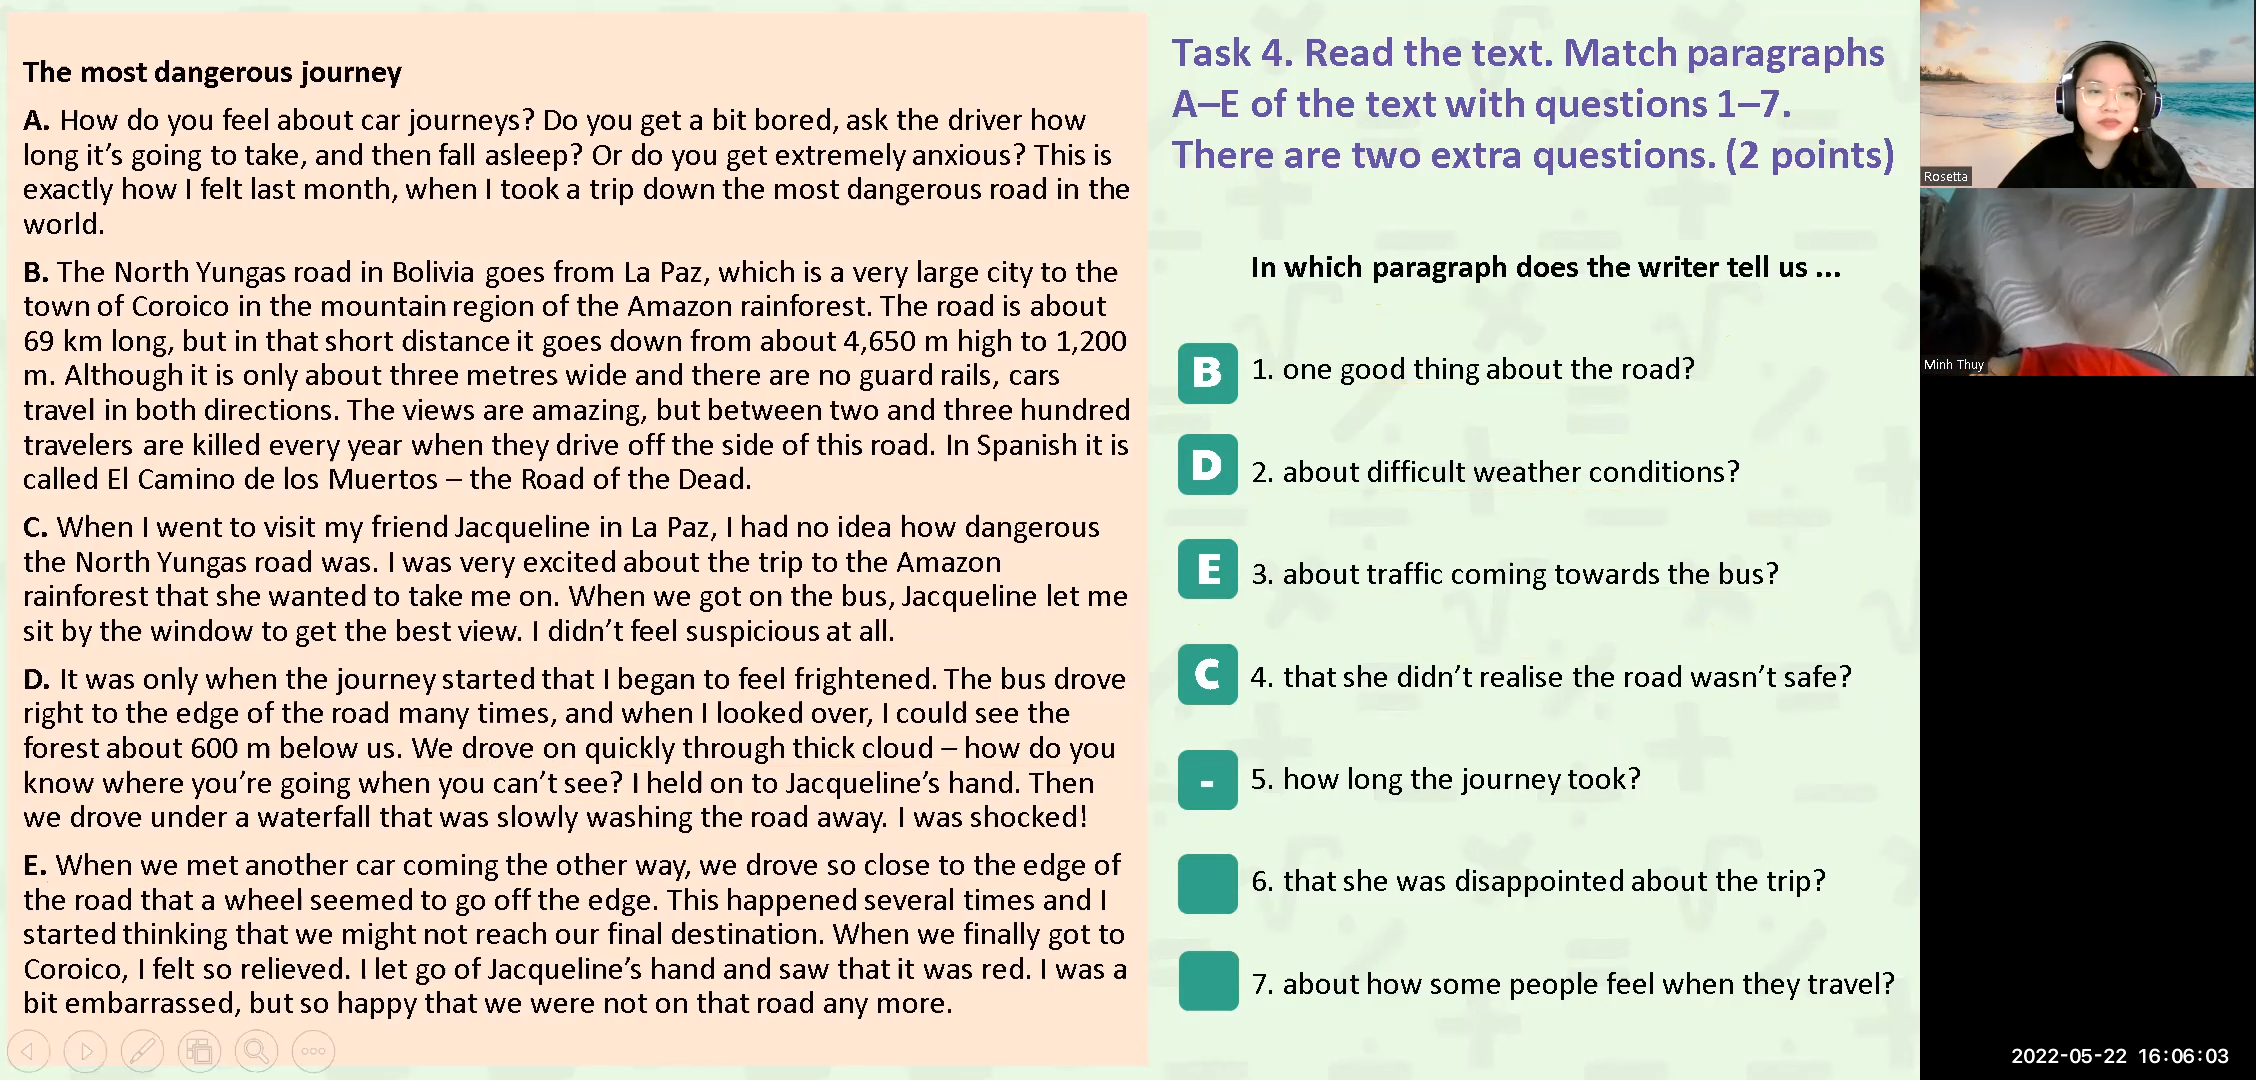 The most dangerous journey
A. How do you feel about car journeys? Do you get a bit bored, ask the driver how
long it's going to take, and then fall asleep? Or do you get extremely anxious? This is
exactly how I felt last month, when I took a trip down the most dangerous road in the
world.
B. The North Yungas road in Bolivia goes from La Paz, which is a very large city to the
town of Coroico in the mountain region of the Amazon rainforest. The road is about
69 km long, but in that short distance it goes down from about 4,650 m high to 1,200
m. Although it is only about three metres wide and there are no guard rails, cars
travel in both directions. The views are amazing, but between two and three hundred
travelers are killed every year when they drive off the side of this road. In Spanish it is
called El Camino de los Muertos – the Road of the Dead.
C. When I went to visit my friend Jacqueline in La Paz, I had no idea how dangerous
the North Yungas road was. I was very excited about the trip to the Amazon
rainforest that she wanted to take me on. When we got on the bus, Jacqueline let me
sit by the window to get the best view. I didn't feel suspicious at all.
D. It was only when the journey started that I began to feel frightened. The bus drove
right to the edge of the road many times, and when I looked over, I could see the
forest about 600 m below us. We drove on quickly through thick cloud – how do you
know where you're going when you can't see? I held on to Jacqueline's hand. Then
we drove under a waterfall that was slowly washing the road away. I was shocked!
E. When we met another car coming the other way, we drove so close to the edge of
the road that a wheel seemed to go off the edge. This happened several times and I
started thinking that we might not reach our final destination. When we finally got to
Coroico, I felt so relieved. I let go of Jacqueline's hand and saw that it was red. I was a
bit embarrassed, but so happy that we were not on that road any more.
Task 4. Read the text. Match paragraphs
A–E of the text with questions 1–7.
There are two extra questions. (2 points)
In which paragraph does the writer tell us ...
B 1. one good thing about the road?
D 2. about difficult weather conditions?
E 3. about traffic coming towards the bus?
C 4. that she didn't realise the road wasn't safe?
- 5. how long the journey took?
6. that she was disappointed about the trip?
7. about how some people feel when they travel?
Rosetta
Minh Thuy
2022-05-22 16:06:03